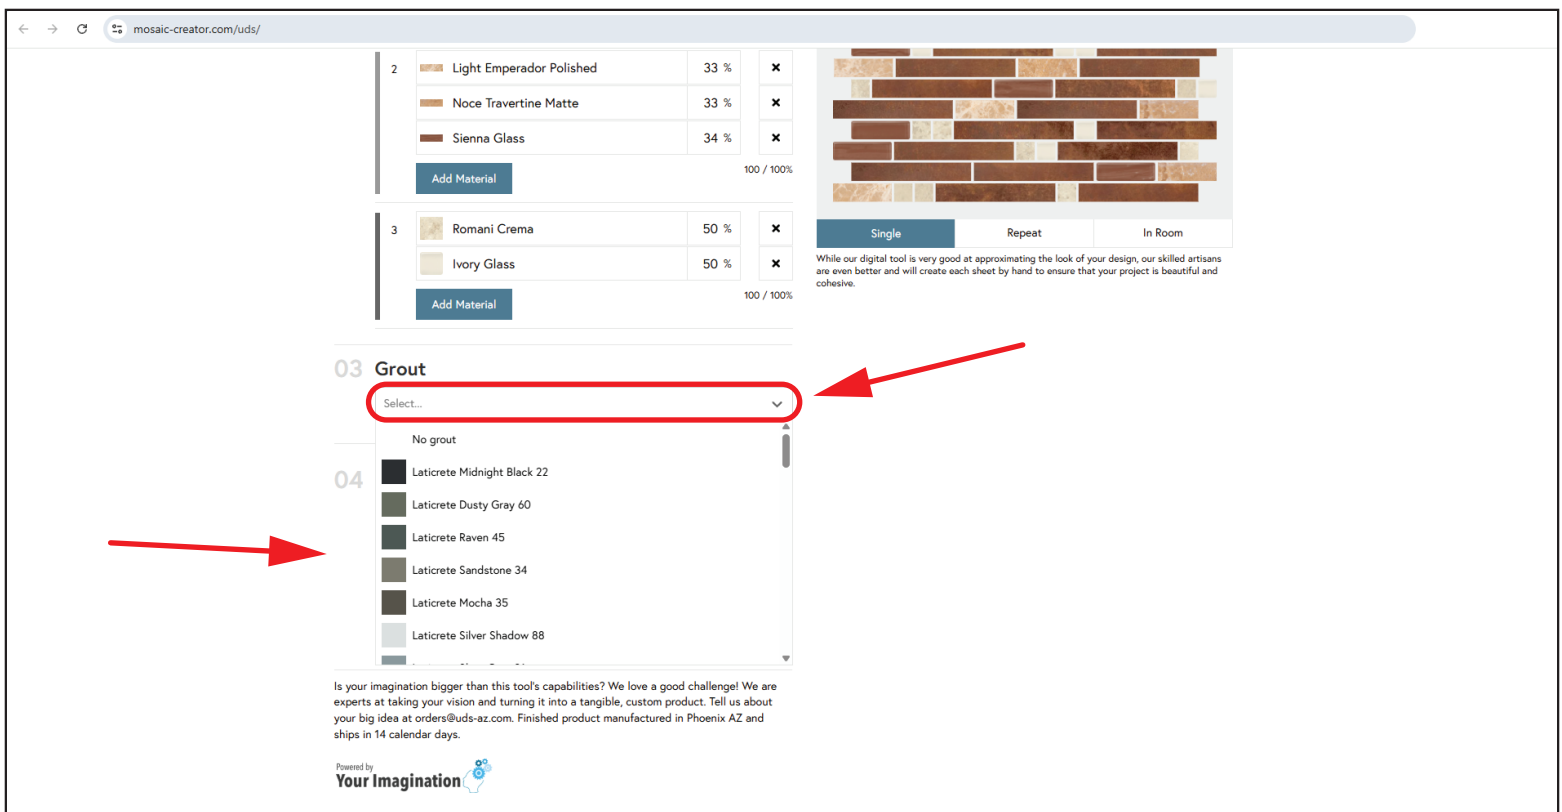 mosaic-creator.com/uds/
2 Light Emperador Polished 33 % ×
Noce Travertine Matte 33 % ×
Sienna Glass 34 % ×
Add Material 100 / 100%
3 Romani Crema 50 % ×
Ivory Glass 50 % ×
Add Material 100 / 100%
Single Repeat In Room
While our digital tool is very good at approximating the look of your design, our skilled artisans
are even better and will create each sheet by hand to ensure that your project is beautiful and
cohesive.
03 Grout
Select...
No grout
Laticrete Midnight Black 22
04
Laticrete Dusty Gray 60
Laticrete Raven 45
Laticrete Sandstone 34
Laticrete Mocha 35
Laticrete Silver Shadow 88
Is your imagination bigger than this tool's capabilities? We love a good challenge! We are
experts at taking your vision and turning it into a tangible, custom product. Tell us about
your big idea at orders@uds-az.com. Finished product manufactured in Phoenix AZ and
ships in 14 calendar days.
Powered by
Your Imagination